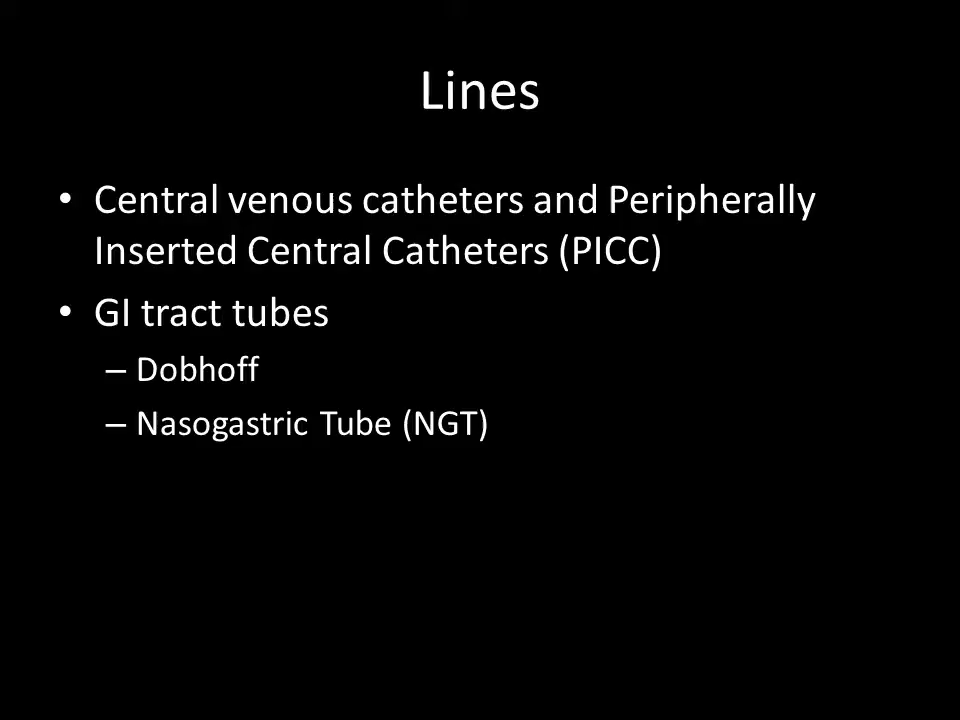 Lines
• Central venous catheters and Peripherally
Inserted Central Catheters (PICC)
• GI tract tubes
– Dobhoff
– Nasogastric Tube (NGT)